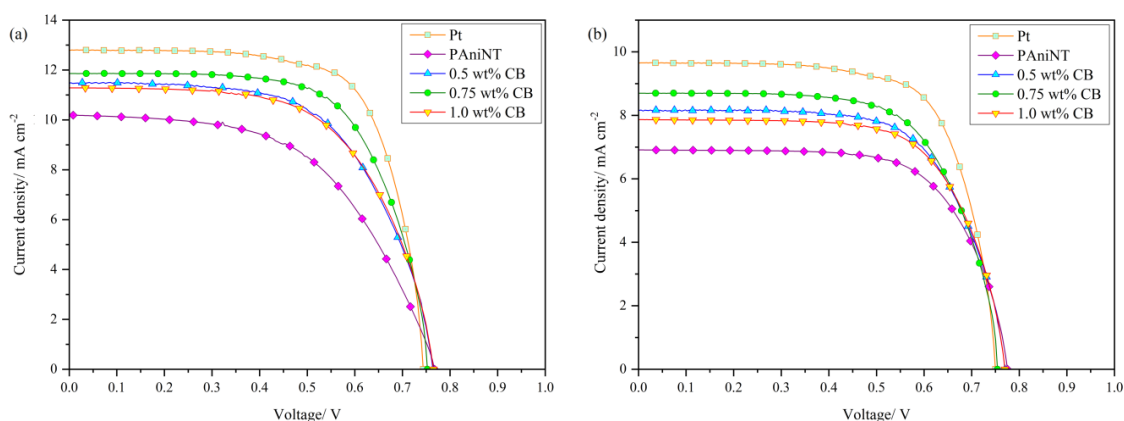 (a)
Current density/ mA cm⁻²
14
12
10
8
6
4
2
0
Pt
PAniNT
0.5 wt% CB
0.75 wt% CB
1.0 wt% CB
0.0 0.1 0.2 0.3 0.4 0.5 0.6 0.7 0.8 0.9 1.0
Voltage/ V
(b)
Current density/ mA cm⁻²
10
8
6
4
2
0
Pt
PAniNT
0.5 wt% CB
0.75 wt% CB
1.0 wt% CB
0.0 0.1 0.2 0.3 0.4 0.5 0.6 0.7 0.8 0.9 1.0
Voltage/ V